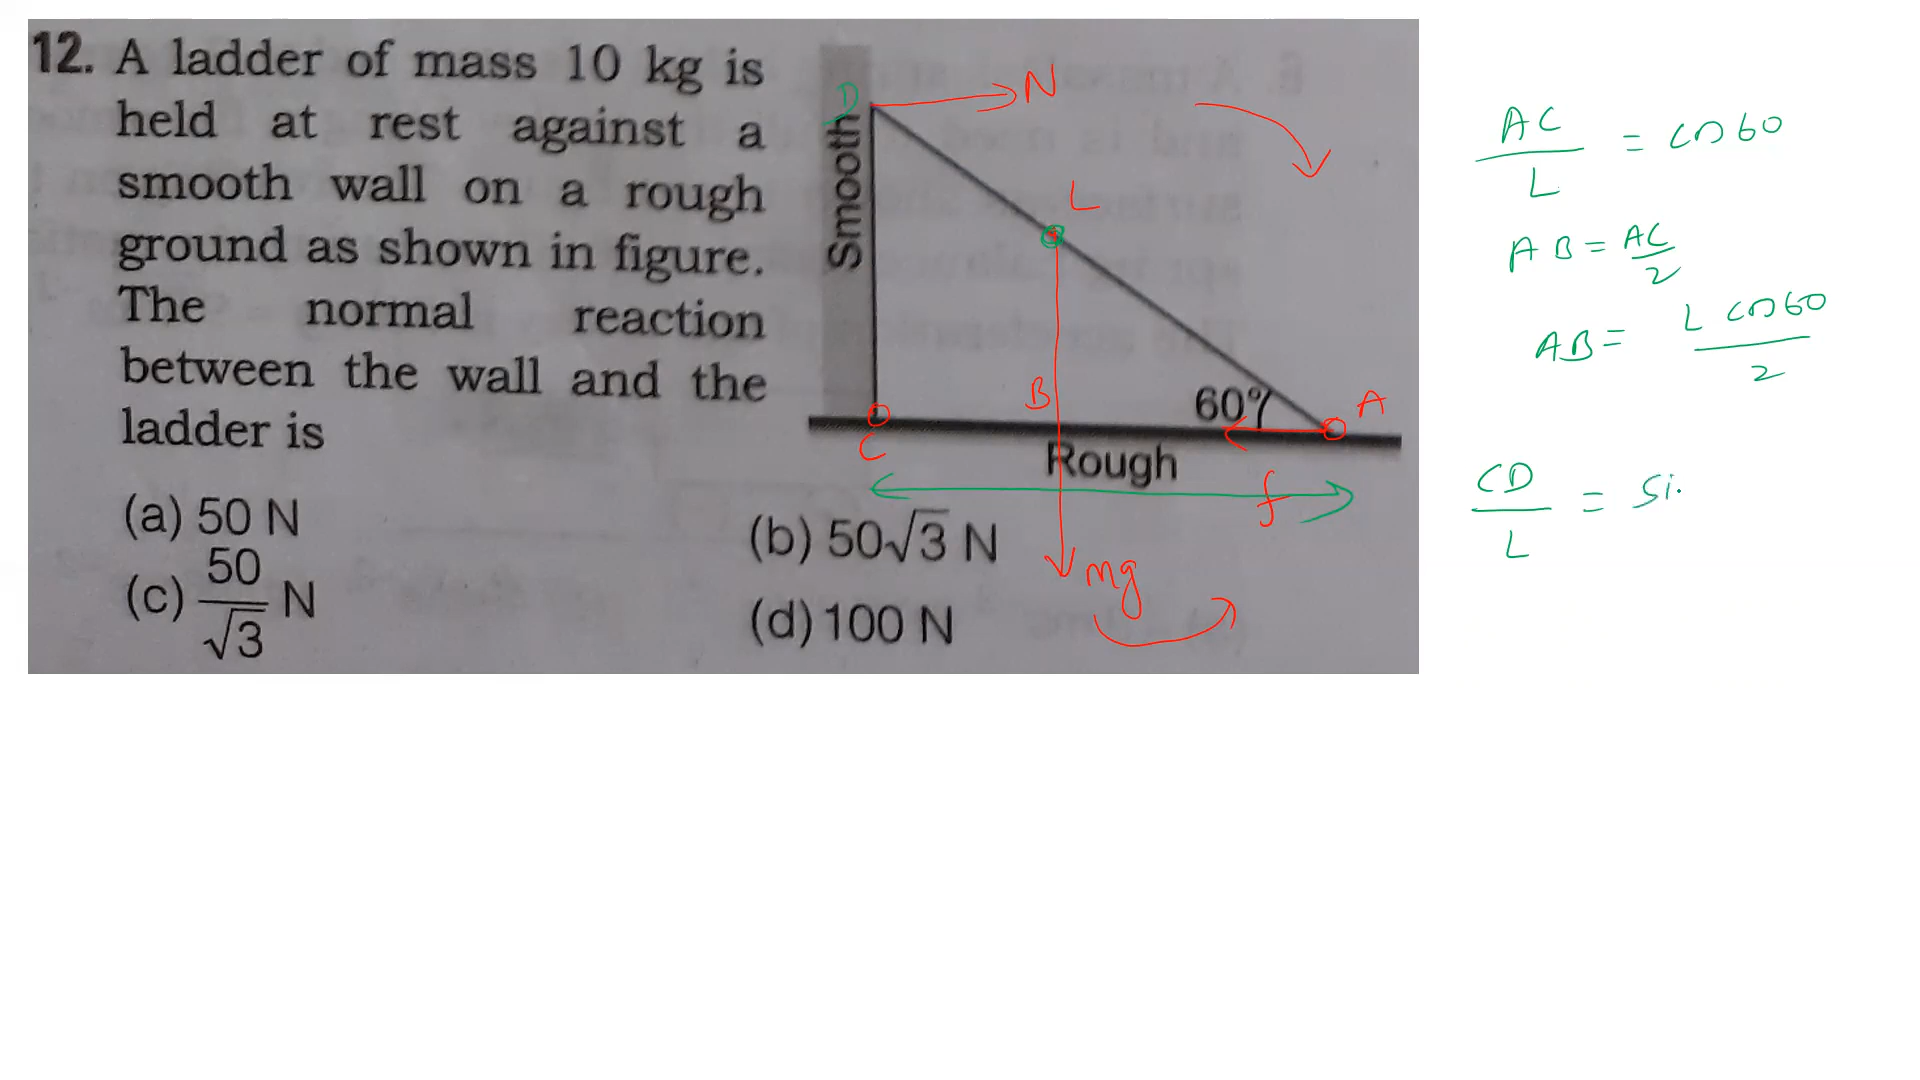 12. A ladder of mass 10 kg is
held at rest against a
smooth wall on a rough
ground as shown in figure.
The normal reaction
between the wall and the
ladder is
(a) 50 N
(b) 50√3 N
(c) 50/√3 N
(d) 100 N
Smooth
D
N
L
B
60°
A
C
Rough
f
mg
AC/L = cos 60
AB = AC/2
AB = L cos 60/2
CD/L = Si